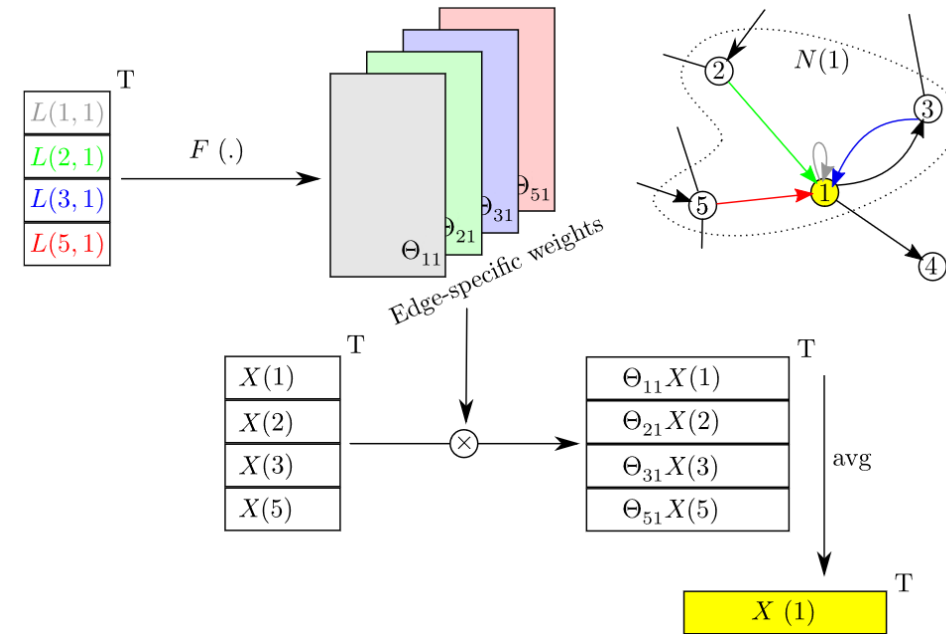 T
L(1, 1)
L(2, 1)
L(3, 1)
L(5, 1)
F (.)
Θ₁₁
Θ₂₁
Θ₃₁
Θ₅₁
Edge-specific weights
N(1)
2
3
1
5
4
T
X(1)
X(2)
X(3)
X(5)
×
T
Θ₁₁X(1)
Θ₂₁X(2)
Θ₃₁X(3)
Θ₅₁X(5)
avg
T
X (1)